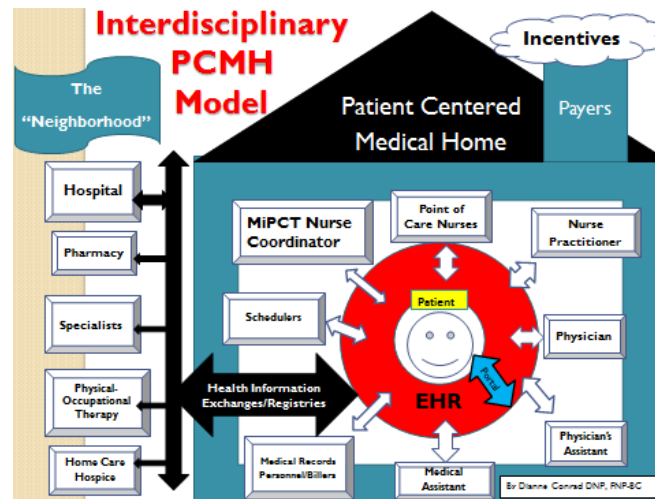 Interdisciplinary
PCMH
Model
Incentives
The
“Neighborhood”
Patient Centered
Medical Home
Payers
Hospital
Pharmacy
Specialists
Physical-
Occupational
Therapy
Home Care
Hospice
MiPCT Nurse
Coordinator
Point of
Care Nurses
Nurse
Practitioner
Schedulers
Patient
Physician
Portal
EHR
Health Information
Exchanges/Registries
Medical Records
Personnel/Billers
Medical
Assistant
Physician's
Assistant
By Dianne Conrad DNP, FNP-BC